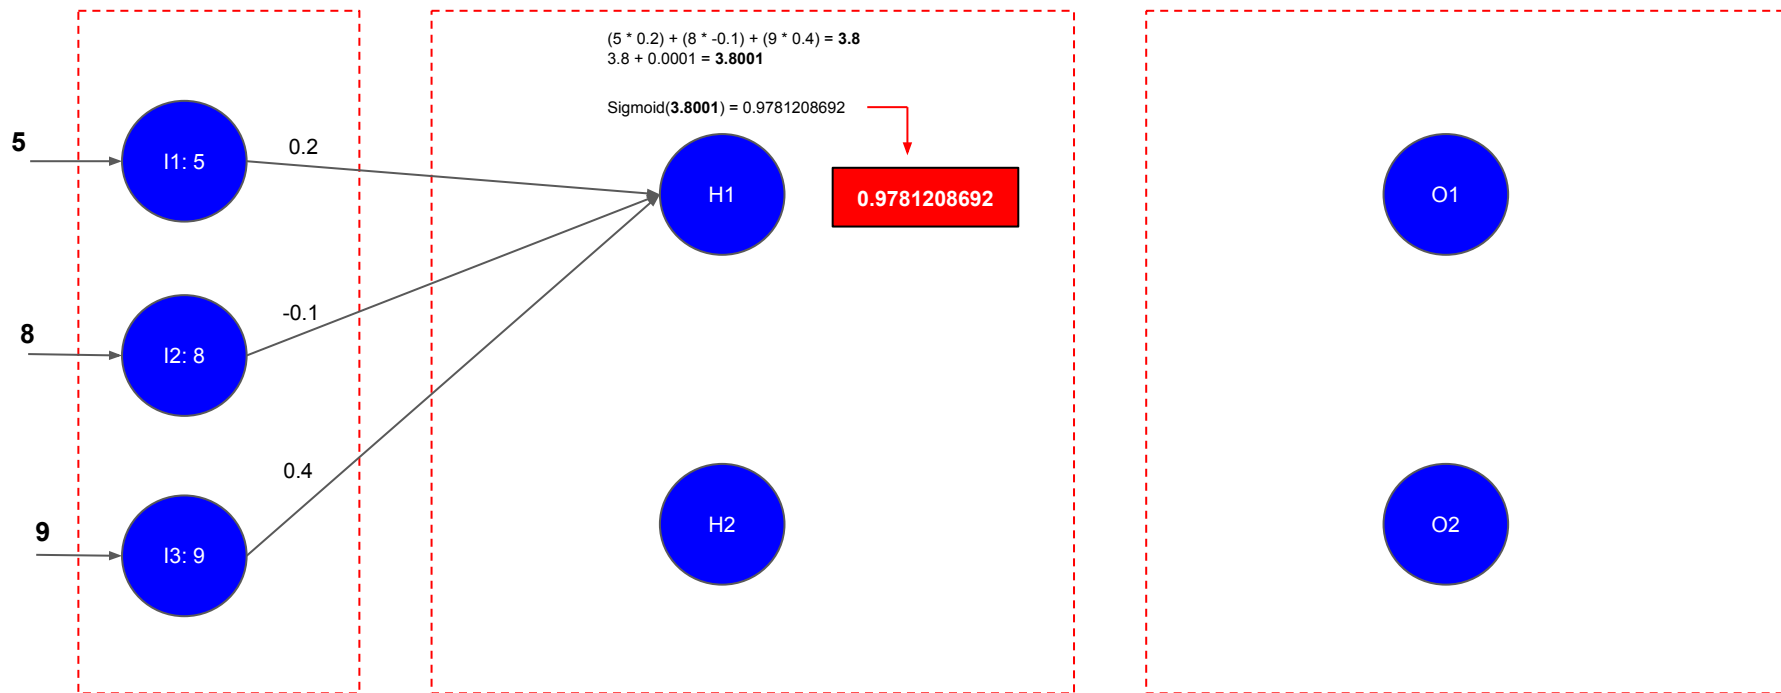 (5 * 0.2) + (8 * -0.1) + (9 * 0.4) = 3.8
3.8 + 0.0001 = 3.8001
Sigmoid(3.8001) = 0.9781208692
5
I1: 5
0.2
H1
0.9781208692
O1
8
I2: 8
-0.1
9
I3: 9
0.4
H2
O2